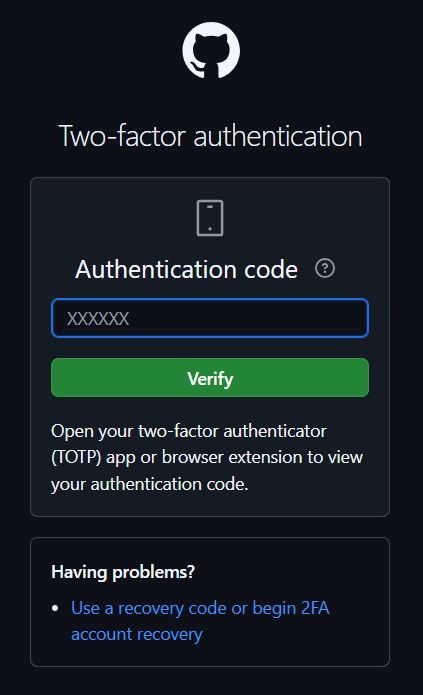 Two-factor authentication
Authentication code
XXXXXX
Verify
Open your two-factor authenticator
(TOTP) app or browser extension to view
your authentication code.
Having problems?
• Use a recovery code or begin 2FA
account recovery